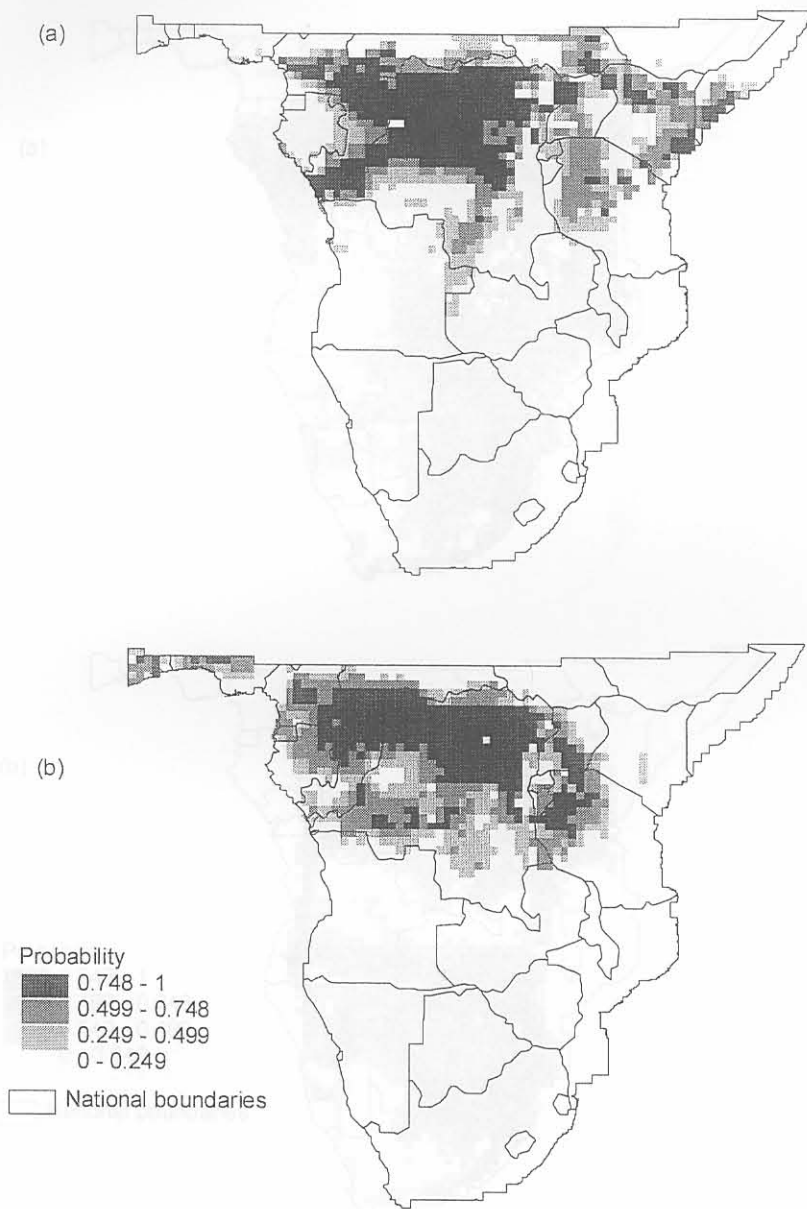 (a)
(b)
Probability
0.748 - 1
0.499 - 0.748
0.249 - 0.499
0 - 0.249
National boundaries